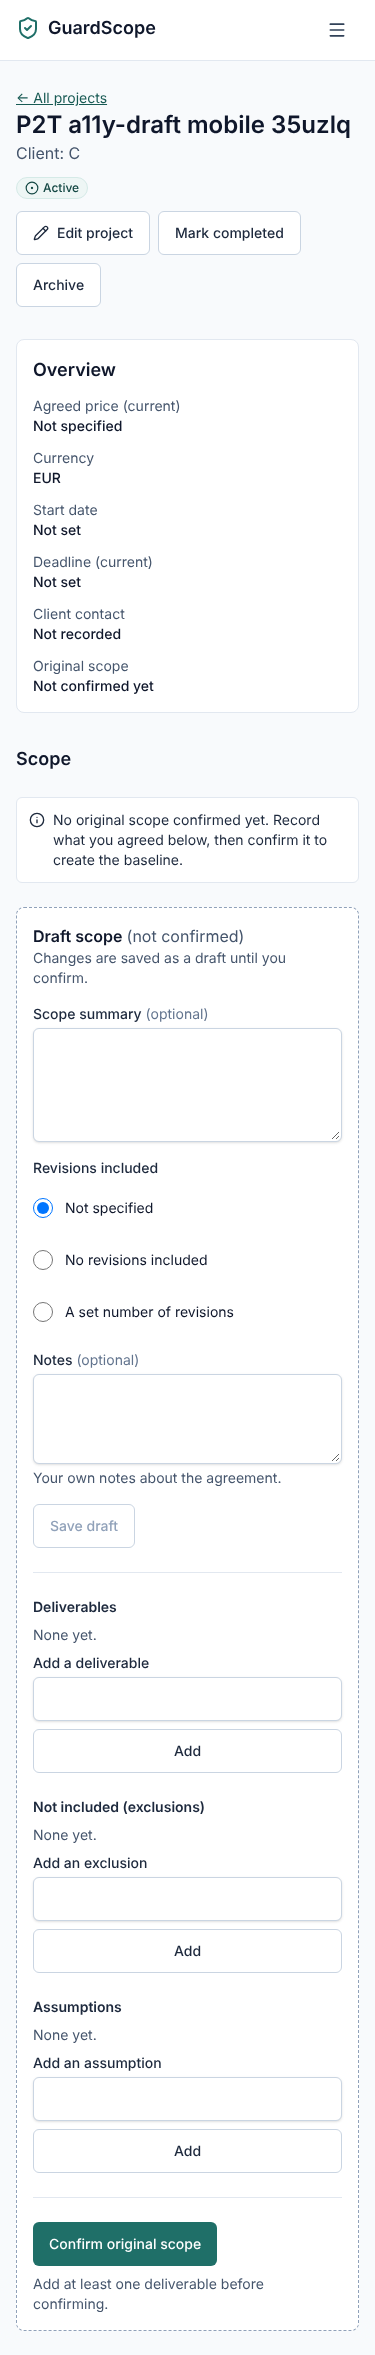 GuardScope
← All projects
P2T a11y-draft mobile 35uzlq
Client: C
Active
Edit project
Mark completed
Archive
Overview
Agreed price (current)
Not specified
Currency
EUR
Start date
Not set
Deadline (current)
Not set
Client contact
Not recorded
Original scope
Not confirmed yet
Scope
No original scope confirmed yet. Record
what you agreed below, then confirm it to
create the baseline.
Draft scope (not confirmed)
Changes are saved as a draft until you
confirm.
Scope summary (optional)
Revisions included
Not specified
No revisions included
A set number of revisions
Notes (optional)
Your own notes about the agreement.
Save draft
Deliverables
None yet.
Add a deliverable
Add
Not included (exclusions)
None yet.
Add an exclusion
Add
Assumptions
None yet.
Add an assumption
Add
Confirm original scope
Add at least one deliverable before
confirming.